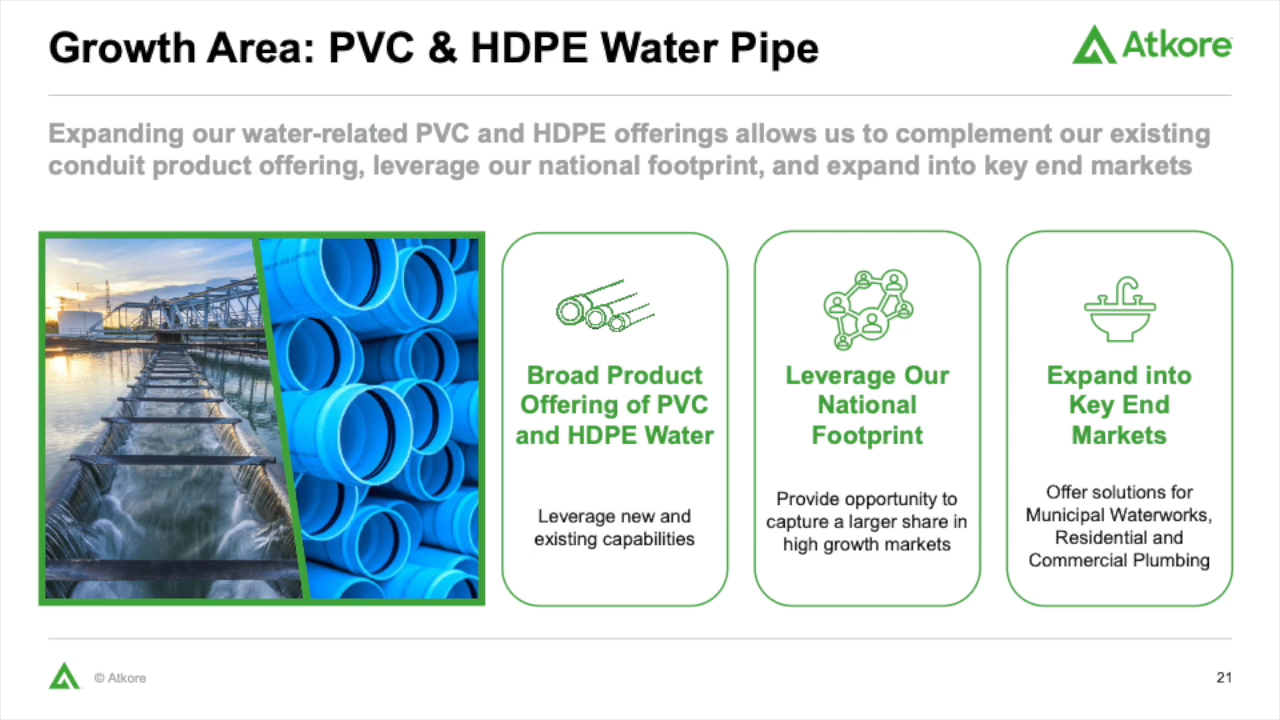 Growth Area: PVC & HDPE Water Pipe
Atkore
Expanding our water-related PVC and HDPE offerings allows us to complement our existing
conduit product offering, leverage our national footprint, and expand into key end markets
Broad Product
Offering of PVC
and HDPE Water
Leverage new and
existing capabilities
Leverage Our
National
Footprint
Provide opportunity to
capture a larger share in
high growth markets
Expand into
Key End
Markets
Offer solutions for
Municipal Waterworks,
Residential and
Commercial Plumbing
© Atkore
21